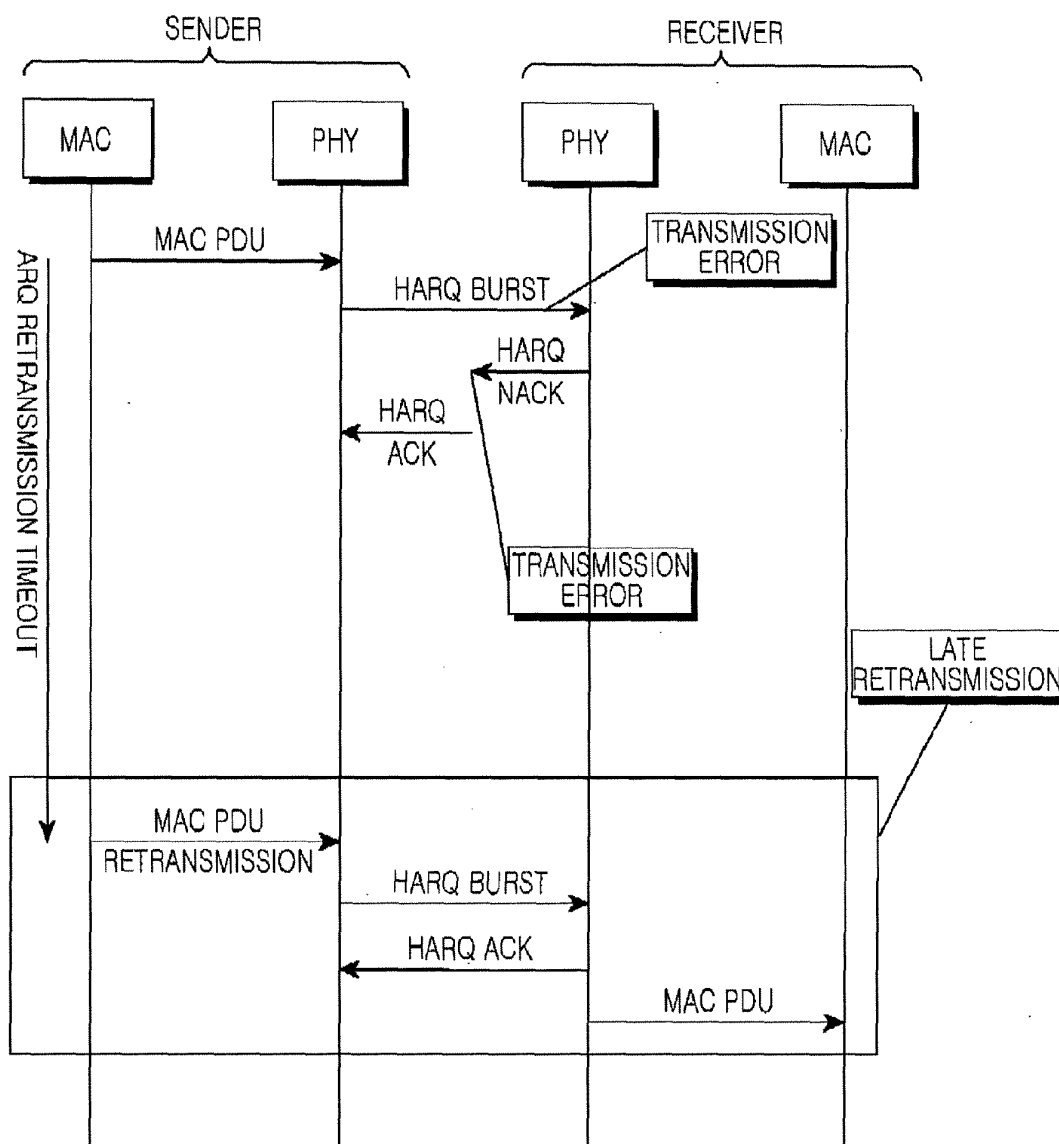 SENDER
RECEIVER
MAC
PHY
PHY
MAC
MAC PDU
TRANSMISSION
ERROR
HARQ BURST
HARQ
NACK
HARQ
ACK
ARQ RETRANSMISSION TIMEOUT
TRANSMISSION
ERROR
LATE
RETRANSMISSION
MAC PDU
RETRANSMISSION
HARQ BURST
HARQ ACK
MAC PDU